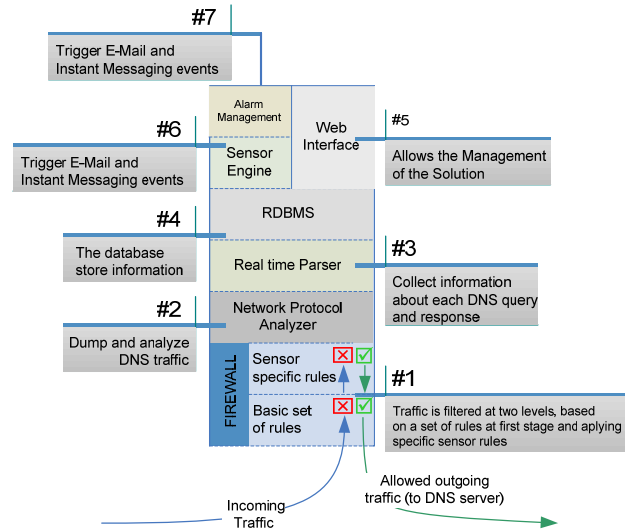 #7
Trigger E-Mail and
Instant Messaging events
Alarm
Management
Web
Interface
#6
Trigger E-Mail and
Instant Messaging events
Sensor
Engine
#5
Allows the Management
of the Solution
RDBMS
#4
The database
store information
Real time Parser
#3
Collect information
about each DNS query
and response
#2
Dump and analyze
DNS traffic
Network Protocol
Analyzer
FIREWALL
Sensor
specific rules
Basic set
of rules
#1
Traffic is filtered at two levels, based
on a set of rules at first stage and aplying
specific sensor rules
Incoming
Traffic
Allowed outgoing
traffic (to DNS server)